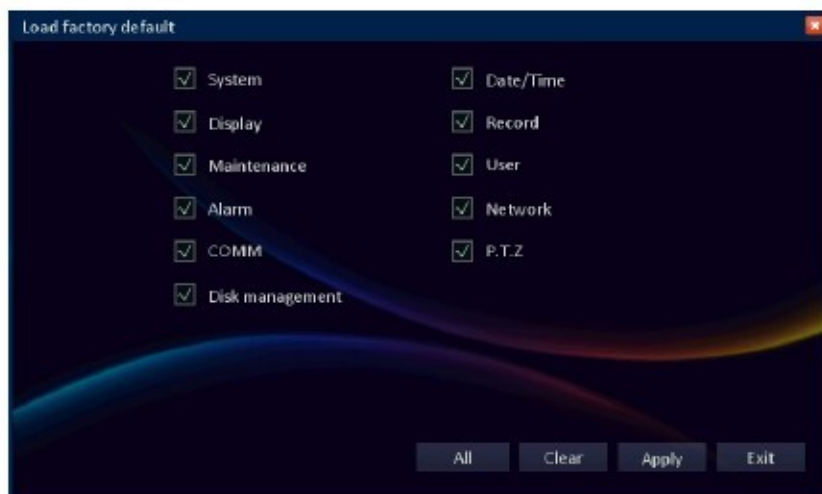 Load factory default
System Date/Time
Display Record
Maintenance User
Alarm Network
COMM P.T.Z
Disk management
All Clear Apply Exit